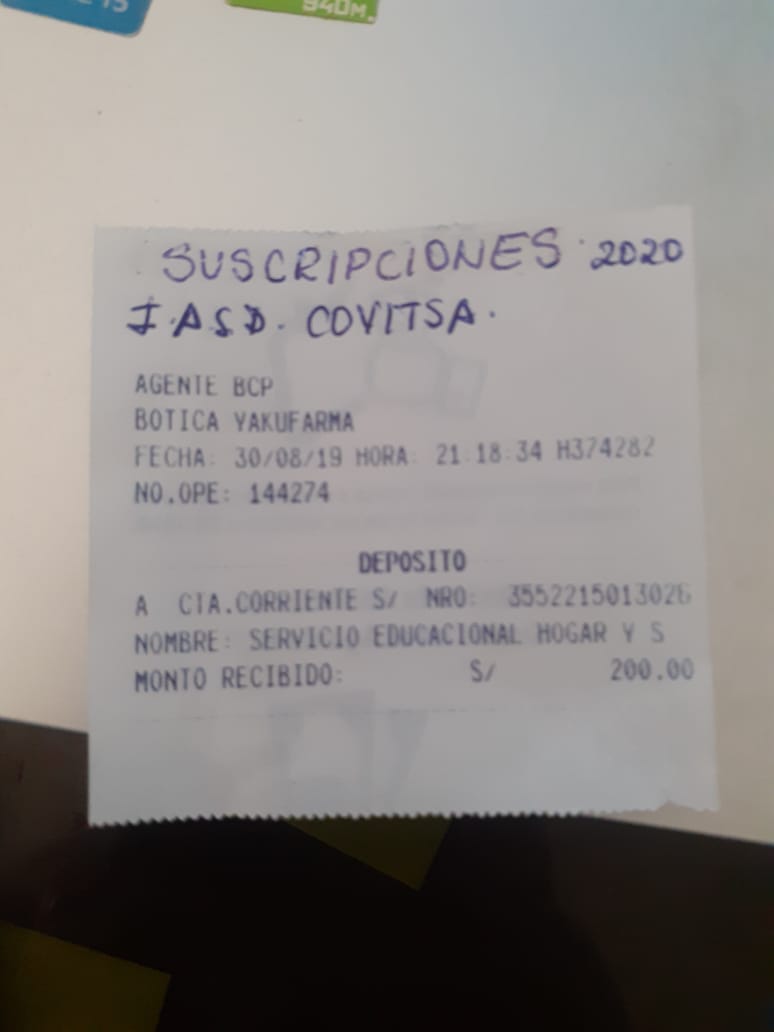 940M.
SUSCRIPCIONES 2020
I.A.S.D. COVITSA.
AGENTE BCP
BOTICA YAKUFARMA
FECHA: 30/08/19 HORA: 21:18:34 H374282
NO.OPE: 144274
DEPOSITO
A CTA.CORRIENTE S/ NRO: 3552215013026
NOMBRE: SERVICIO EDUCACIONAL HOGAR Y S
MONTO RECIBIDO: S/ 200.00